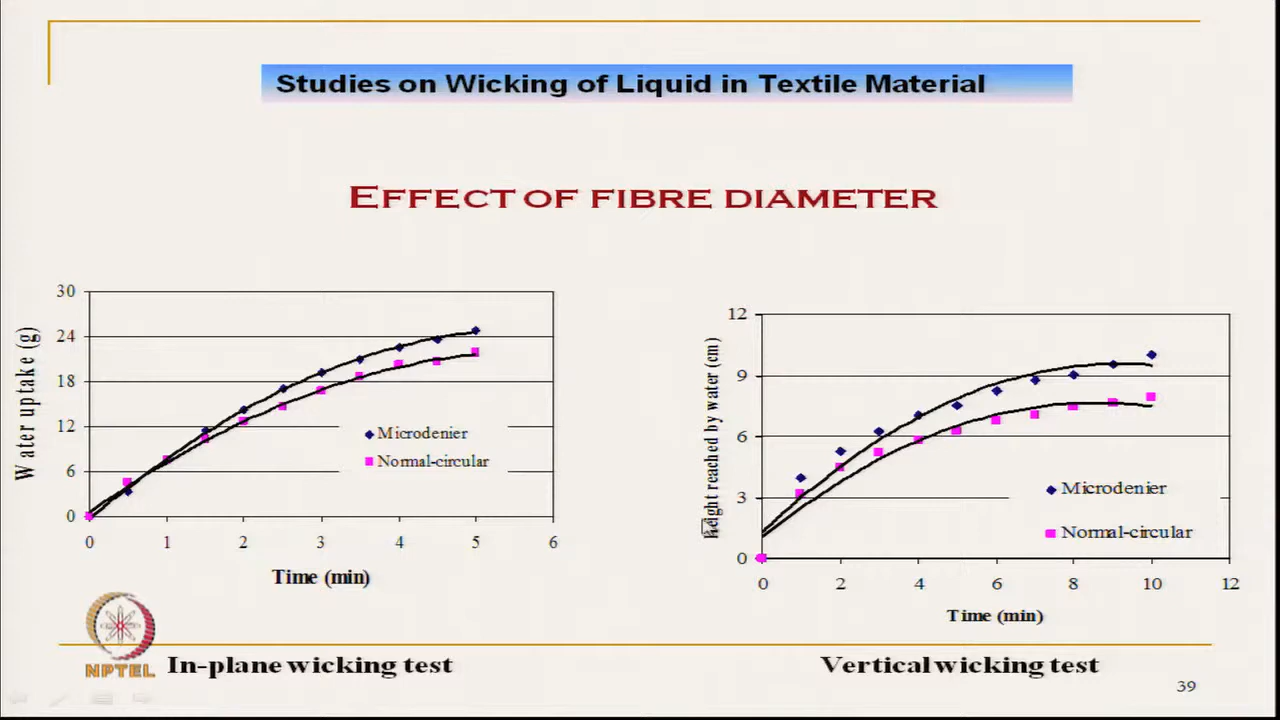 Studies on Wicking of Liquid in Textile Material
EFFECT OF FIBRE DIAMETER
30
24
18
12
6
0
Water uptake (g)
Microdenier
Normal-circular
0 1 2 3 4 5 6
Time (min)
In-plane wicking test
12
9
6
3
0
Height reached by water (cm)
Microdenier
Normal-circular
0 2 4 6 8 10 12
Time (min)
Vertical wicking test
NPTEL
39